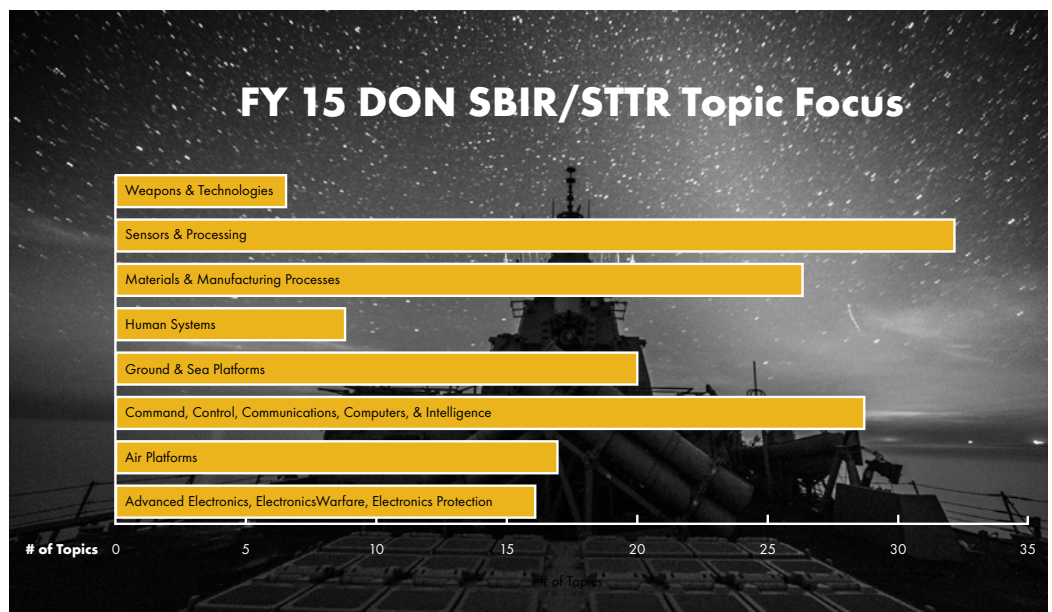 FY 15 DON SBIR/STTR Topic Focus
Weapons & Technologies
Sensors & Processing
Materials & Manufacturing Processes
Human Systems
Ground & Sea Platforms
Command, Control, Communications, Computers, & Intelligence
Air Platforms
Advanced Electronics, ElectronicsWarfare, Electronics Protection
# of Topics 0 5 10 15 20 25 30 35
# of Topics